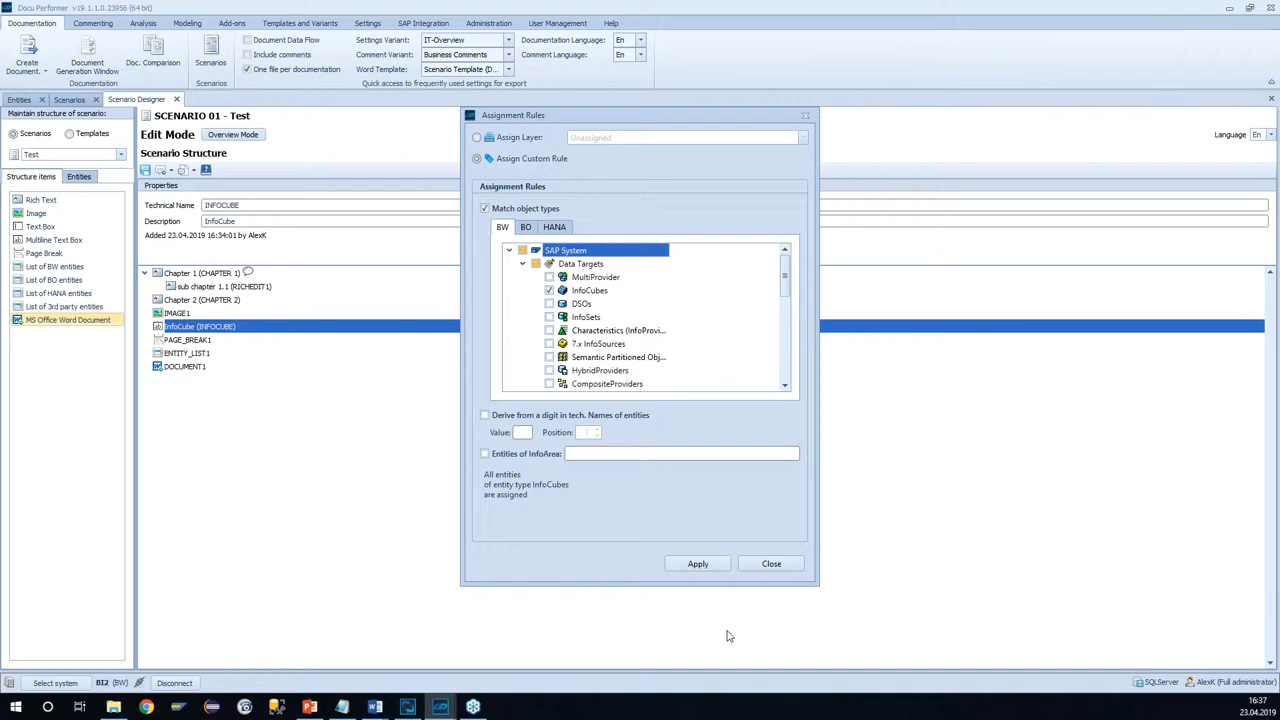 Docu Performer v19.1.1.0.23956 (64 bit)
Documentation Commenting Analysis Modeling Add-ons Templates and Variants Settings SAP Integration Administration User Management Help
Create Document.
Document Generation Window
Doc. Comparison
Scenarios
Document Data Flow
Include comments
One file per documentation
Settings Variant: IT-Overview
Comment Variant: Business Comments
Word Template: Scenario Template (D...
Documentation Language: En
Comment Language: En
Documentation Scenarios Quick access to frequently used settings for export
Entities Scenarios Scenario Designer
Maintain structure of scenario:
Scenarios Templates
Test
Structure items Entities
Rich Text
Image
Text Box
Multiline Text Box
Page Break
List of BW entities
List of BO entities
List of HANA entities
List of 3rd party entities
MS Office Word Document
SCENARIO 01 - Test
Edit Mode Overview Mode
Language En
Scenario Structure
Properties
Technical Name INFOCUBE
Description InfoCube
Added 23.04.2019 16:34:01 by AlexK
Chapter 1 (CHAPTER 1)
sub chapter 1.1 (RICHEDIT1)
Chapter 2 (CHAPTER 2)
IMAGE1
InfoCube (INFOCUBE)
PAGE_BREAK1
ENTITY_LIST1
DOCUMENT1
Assignment Rules
Assign Layer: Unassigned
Assign Custom Rule
Assignment Rules
Match object types
BW BO HANA
SAP System
Data Targets
MultiProvider
InfoCubes
DSOs
InfoSets
Characteristics (InfoProvi...
7.x InfoSources
Semantic Partitioned Obj...
HybridProviders
CompositeProviders
Derive from a digit in tech. Names of entities
Value: Position: 1
Entities of InfoArea:
All entities
of entity type InfoCubes
are assigned
Apply Close
Select system BI2 (BW) Disconnect SQLServer AlexK (Full administrator)
16:37
23.04.2019